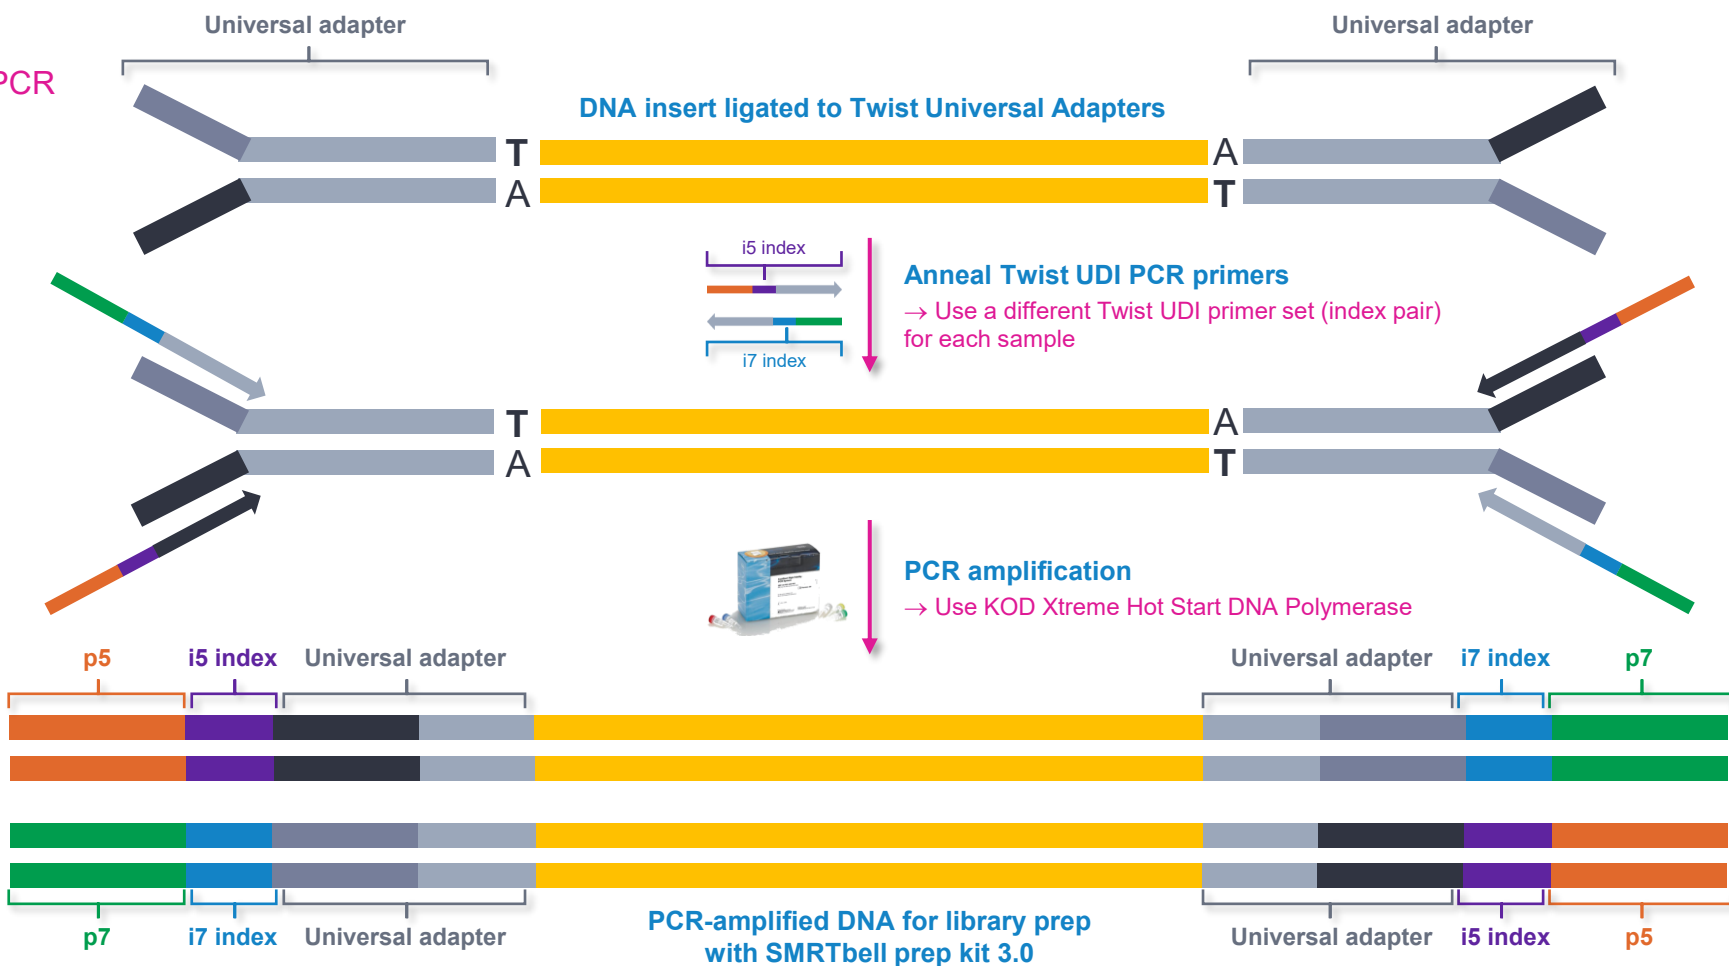 Universal adapter
Universal adapter
PCR
DNA insert ligated to Twist Universal Adapters
T
A
A
T
i5 index
i7 index
Anneal Twist UDI PCR primers
→ Use a different Twist UDI primer set (index pair)
for each sample
T
A
A
T
PCR amplification
→ Use KOD Xtreme Hot Start DNA Polymerase
p5
i5 index
Universal adapter
Universal adapter
i7 index
p7
p7
i7 index
Universal adapter
PCR-amplified DNA for library prep
with SMRTbell prep kit 3.0
Universal adapter
i5 index
p5